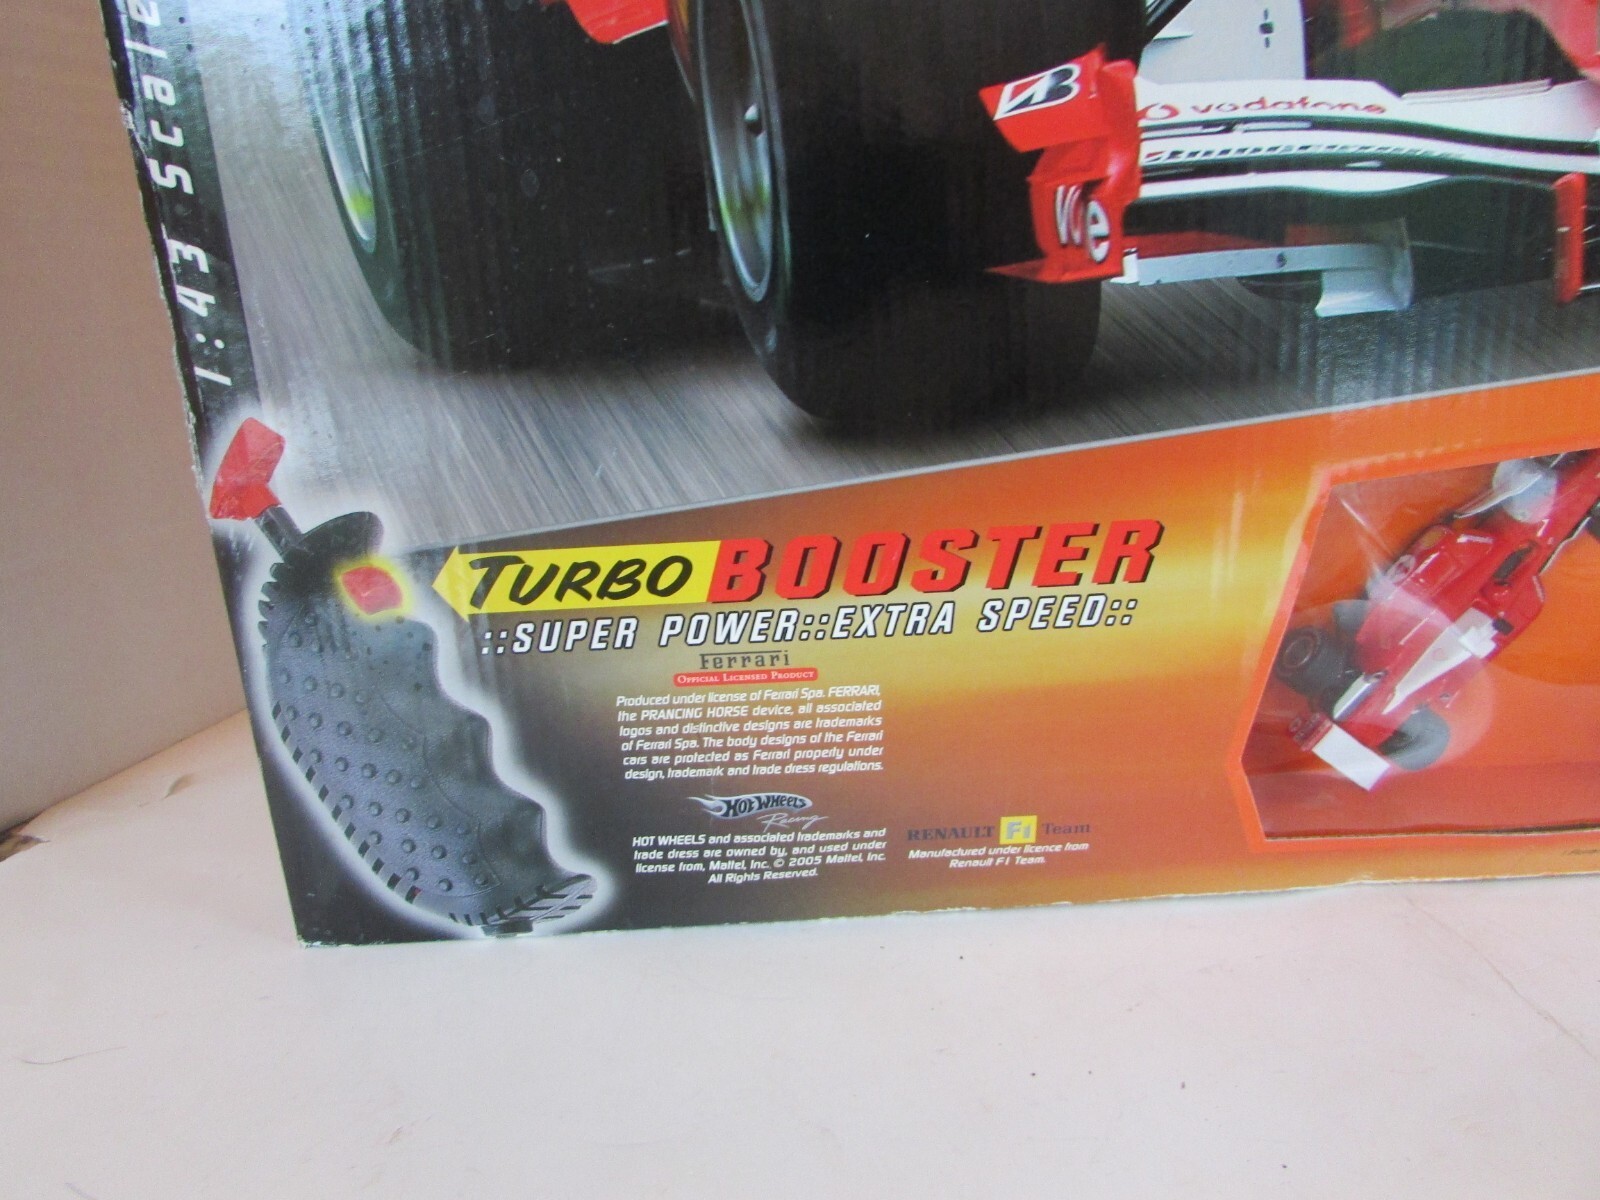 1:43 Scale
vodafone
BRIDGESTONE
TURBO BOOSTER
::SUPER POWER::EXTRA SPEED::
Ferrari
OFFICIAL LICENSED PRODUCT
Produced under license of Ferrari Spa. FERRARI,
the PRANCING HORSE device, all associated
logos and distinctive designs are trademarks
of Ferrari Spa. The body designs of the Ferrari
cars are protected as Ferrari property under
design, trademark and trade dress regulations.
HOT WHEELS
Racing
HOT WHEELS and associated trademarks and
trade dress are owned by, and used under
license from, Mattel, Inc. © 2005 Mattel, Inc.
All Rights Reserved.
RENAULT F1 Team
Manufactured under licence from
Renault F1 Team.